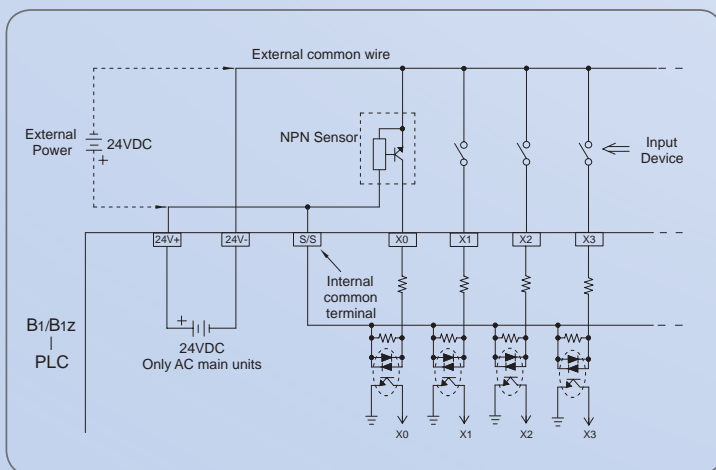 External common wire
NPN Sensor
External
Power
24VDC
+
Input
Device
24V+
24V-
S/S
X0
X1
X2
X3
Internal
common
terminal
B1/B1z
PLC
+
24VDC
Only AC main units
X0
X1
X2
X3